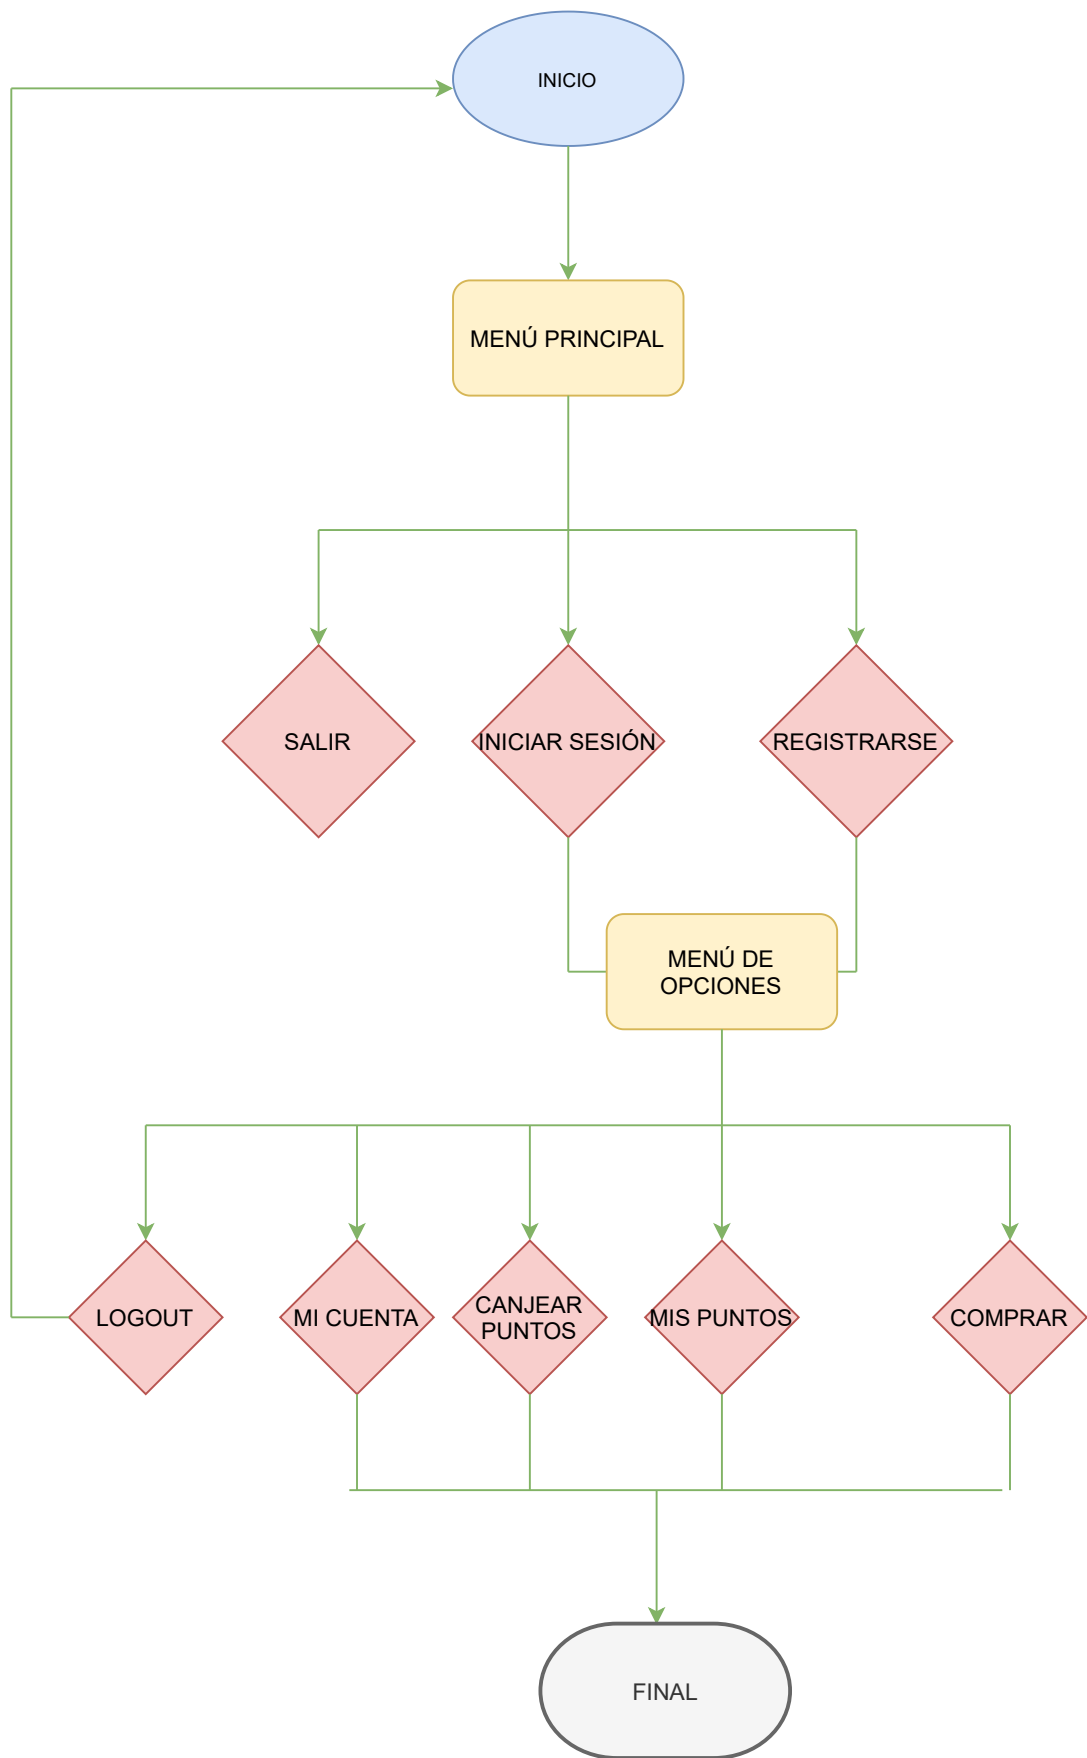 INICIO
MENÚ PRINCIPAL
SALIR
INICIAR SESIÓN
REGISTRARSE
MENÚ DE
OPCIONES
LOGOUT
MI CUENTA
CANJEAR
PUNTOS
MIS PUNTOS
COMPRAR
FINAL